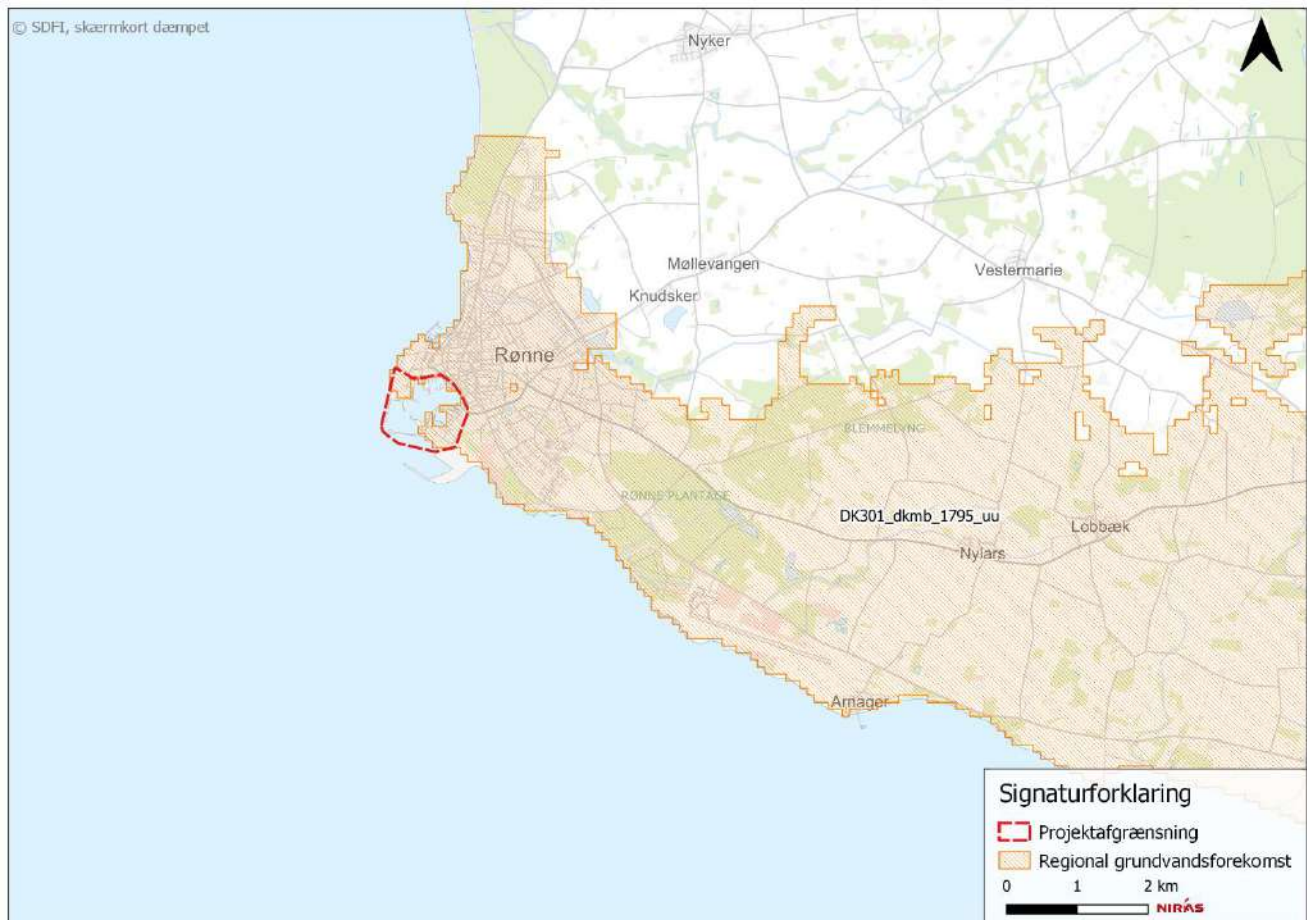 © SDFI, skærmkort dæmpet
Nyker
Møllevangen
Vestermarie
Knudsker
Rønne
BLEMMELYNG
RØNNE PLANTAGE
DK301_dkmb_1795_uu
Lobbæk
Nylars
Arnager
Signaturforklaring
Projektafgrænsning
Regional grundvandsforekomst
0 1 2 km
NIRAS